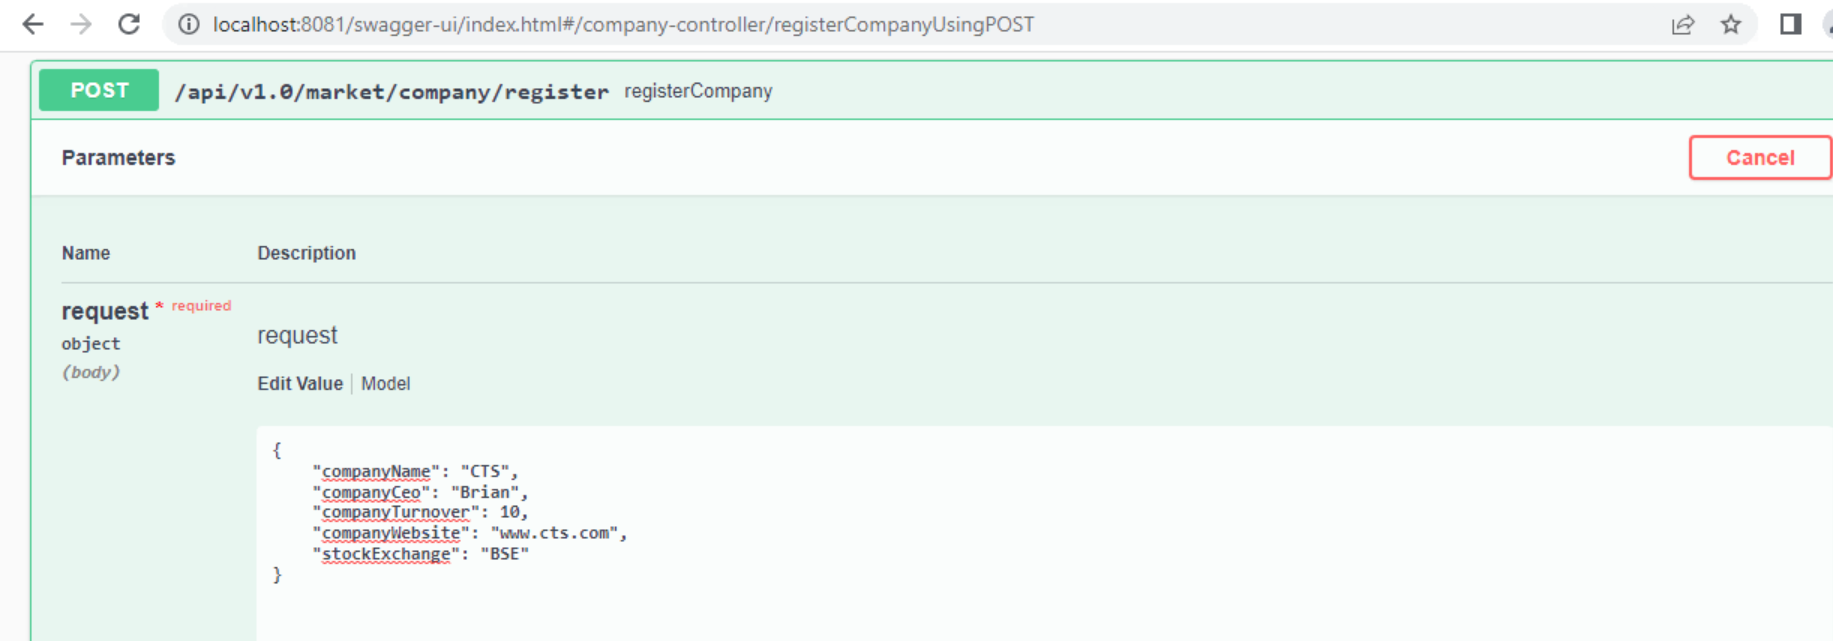 localhost:8081/swagger-ui/index.html#/company-controller/registerCompanyUsingPOST
POST /api/v1.0/market/company/register registerCompany
Parameters Cancel
Name Description
request * required
object
(body)
request
Edit Value Model
{
    "companyName": "CTS",
    "companyCeo": "Brian",
    "companyTurnover": 10,
    "companyWebsite": "www.cts.com",
    "stockExchange": "BSE"
}